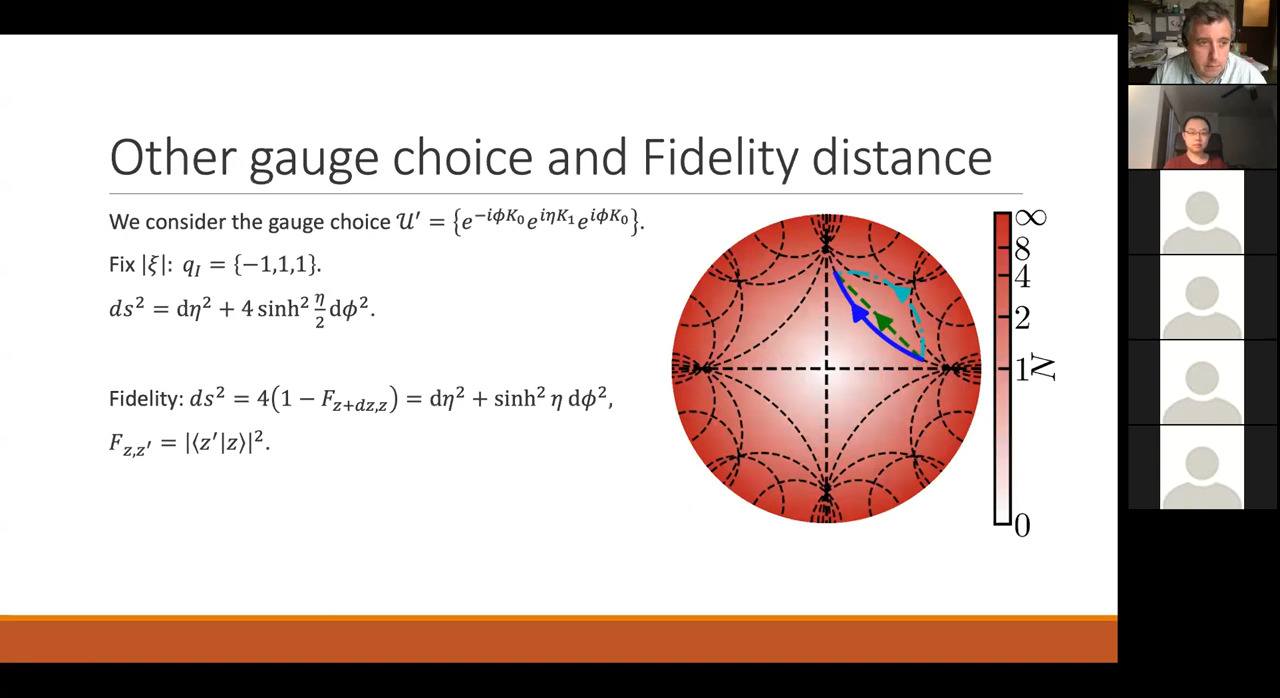 Other gauge choice and Fidelity distance
We consider the gauge choice 𝒰′ = {e^{−iϕK₀}e^{iηK₁}e^{iϕK₀}}.
Fix |ξ|: q_I = {−1,1,1}.
ds² = dη² + 4 sinh² η/2 dϕ².
Fidelity: ds² = 4(1 − F_{z+dz,z}) = dη² + sinh² η dϕ²,
F_{z,z′} = |⟨z′|z⟩|².
∞
8
4
2
1
0
N